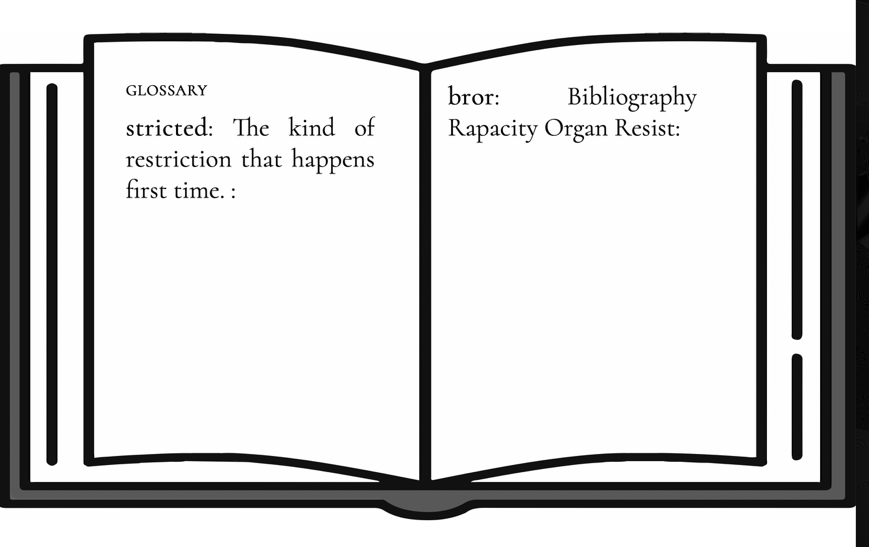 GLOSSARY
stricted: The kind of
restriction that happens
first time. :
bror: Bibliography
Rapacity Organ Resist: